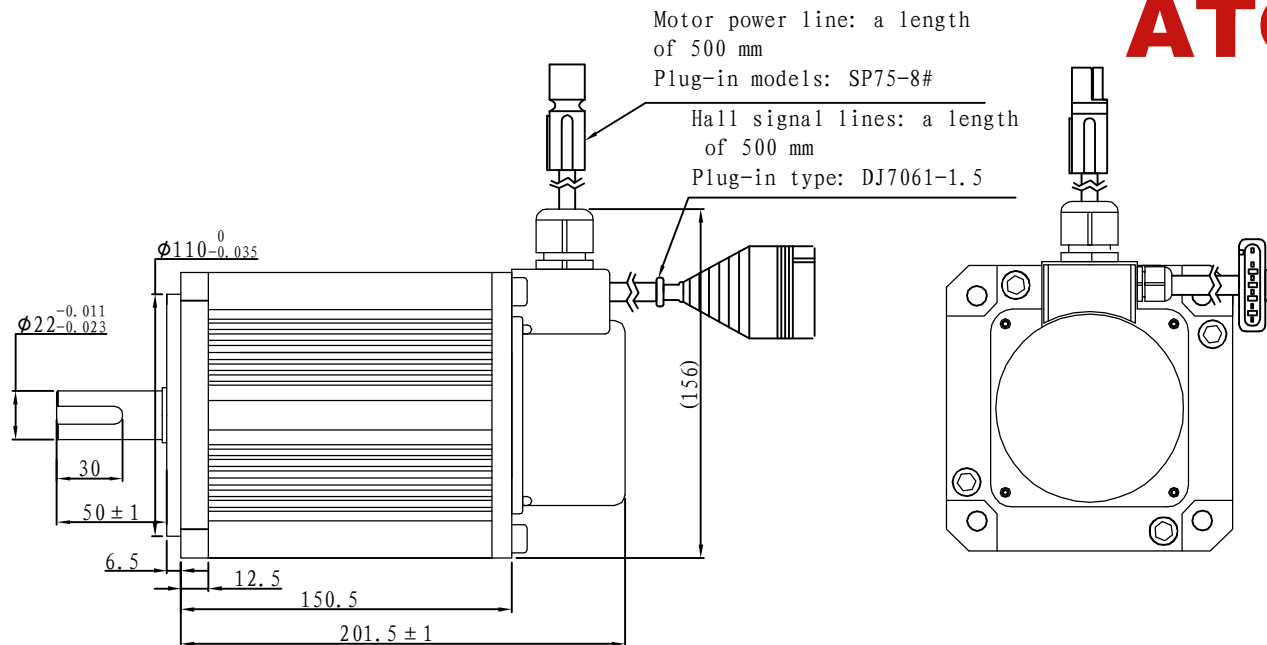 ATO
Motor power line: a length
of 500 mm
Plug-in models: SP75-8#
Hall signal lines: a length
of 500 mm
Plug-in type: DJ7061-1.5
ϕ110 0 -0.035
ϕ22 -0.011 -0.023
(156)
30
50±1
6.5
12.5
150.5
201.5±1